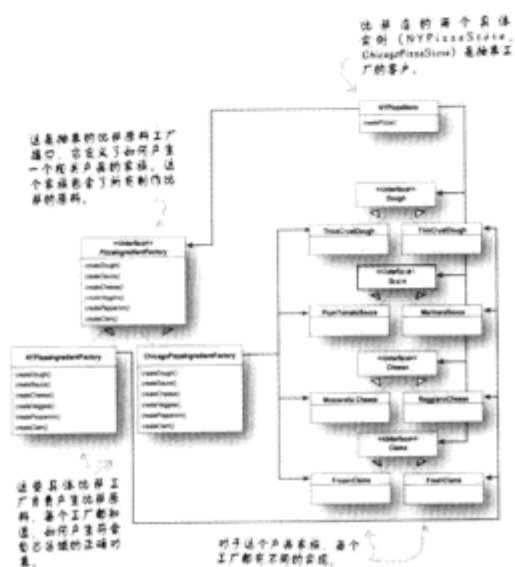 比萨店的两个具体
实例（NYPizzaStore，
ChicagoPizzaStore）是抽象工
厂的客户。
NYPizzaStore
createPizza()
这是抽象的比萨原料工厂
接口，它定义了如何产生
一个相关产品的家族。这
个家族包含了所有制作比
萨的原料。
<<interface>>
Dough
ThickCrustDough
ThinCrustDough
<<interface>>
PizzaIngredientFactory
createDough()
createSauce()
createCheese()
createVeggies()
createPepperoni()
createClam()
<<interface>>
Sauce
PlumTomatoSauce
MarinaraSauce
NYPizzaIngredientFactory
createDough()
createSauce()
createCheese()
createVeggies()
createPepperoni()
createClam()
ChicagoPizzaIngredientFactory
createDough()
createSauce()
createCheese()
createVeggies()
createPepperoni()
createClam()
<<interface>>
Cheese
Mozzarella Cheese
ReggianoCheese
<<interface>>
Clams
FrozenClams
FreshClams
这些具体比萨工
厂负责产生比萨原
料，每个工厂都知
道，如何产生符合
自己区域的正确对
象。
对于这个产品家族，每个
工厂都有不同的实现。